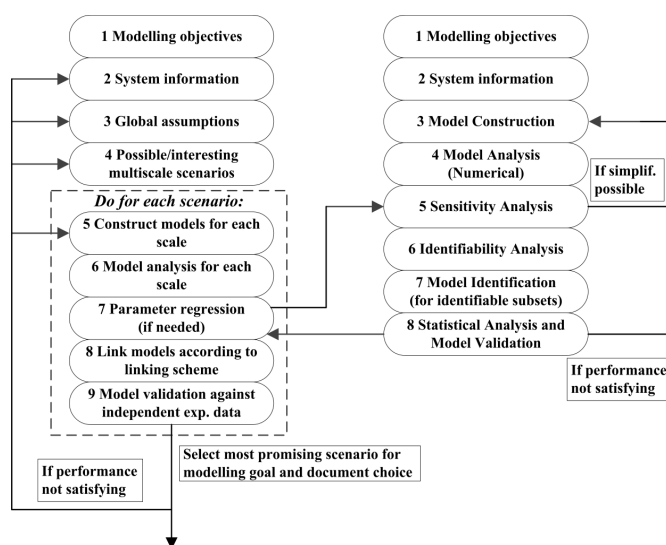 1 Modelling objectives
2 System information
3 Global assumptions
4 Possible/interesting
multiscale scenarios
Do for each scenario:
5 Construct models for each
scale
6 Model analysis for each
scale
7 Parameter regression
(if needed)
8 Link models according to
linking scheme
9 Model validation against
independent exp. data
Select most promising scenario for
modelling goal and document choice
If performance
not satisfying
1 Modelling objectives
2 System information
3 Model Construction
4 Model Analysis
(Numerical)
If simplif.
possible
5 Sensitivity Analysis
6 Identifiability Analysis
7 Model Identification
(for identifiable subsets)
8 Statistical Analysis and
Model Validation
If performance
not satisfying